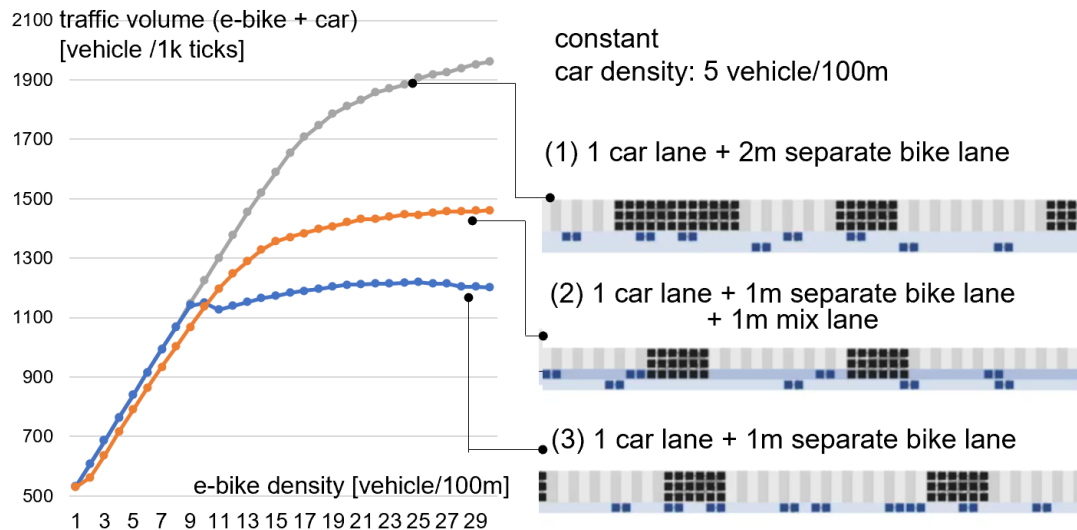 2100 traffic volume (e-bike + car)
[vehicle /1k ticks]
1900
1700
1500
1300
1100
900
700
500
e-bike density [vehicle/100m]
1 3 5 7 9 11 13 15 17 19 21 23 25 27 29
constant
car density: 5 vehicle/100m
(1) 1 car lane + 2m separate bike lane
(2) 1 car lane + 1m separate bike lane
+ 1m mix lane
(3) 1 car lane + 1m separate bike lane